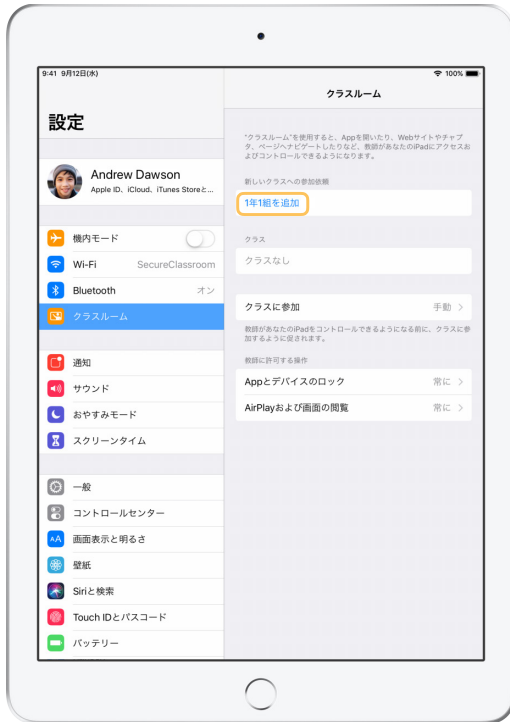 9:41 9月12日(水)
100%
設定
Andrew Dawson
Apple ID、iCloud、iTunes Storeと...
機内モード
Wi-Fi SecureClassroom
Bluetooth オン
クラスルーム
通知
サウンド
おやすみモード
スクリーンタイム
一般
コントロールセンター
AA 画面表示と明るさ
壁紙
Siriと検索
Touch IDとパスコード
バッテリー
クラスルーム
"クラスルーム"を使用すると、Appを開いたり、Webサイトやチャプ
タ、ページへナビゲートしたりなど、教師があなたのiPadにアクセスお
よびコントロールできるようになります。
新しいクラスへの参加依頼
1年1組を追加
クラス
クラスなし
クラスに参加 手動
教師があなたのiPadをコントロールできるようになる前に、クラスに参
加するように促されます。
教師に許可する操作
Appとデバイスのロック 常に
AirPlayおよび画面の閲覧 常に